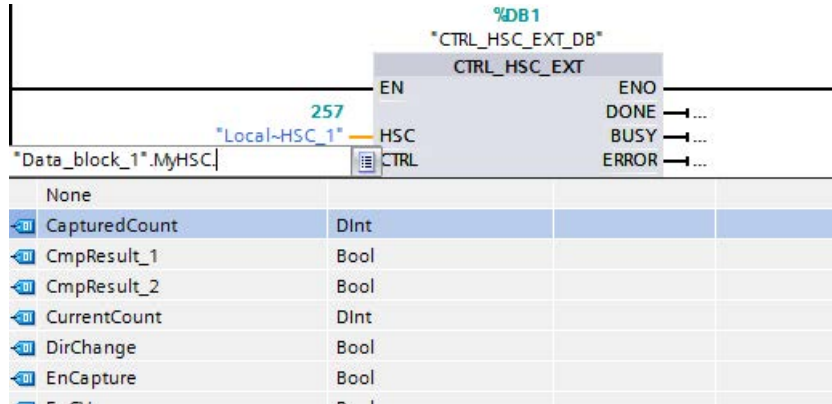 %DB1
"CTRL_HSC_EXT_DB"
CTRL_HSC_EXT
EN ENO
257 DONE ...
"Local~HSC_1" HSC BUSY ...
"Data_block_1".MyHSC. CTRL ERROR ...
None
CapturedCount DInt
CmpResult_1 Bool
CmpResult_2 Bool
CurrentCount DInt
DirChange Bool
EnCapture Bool